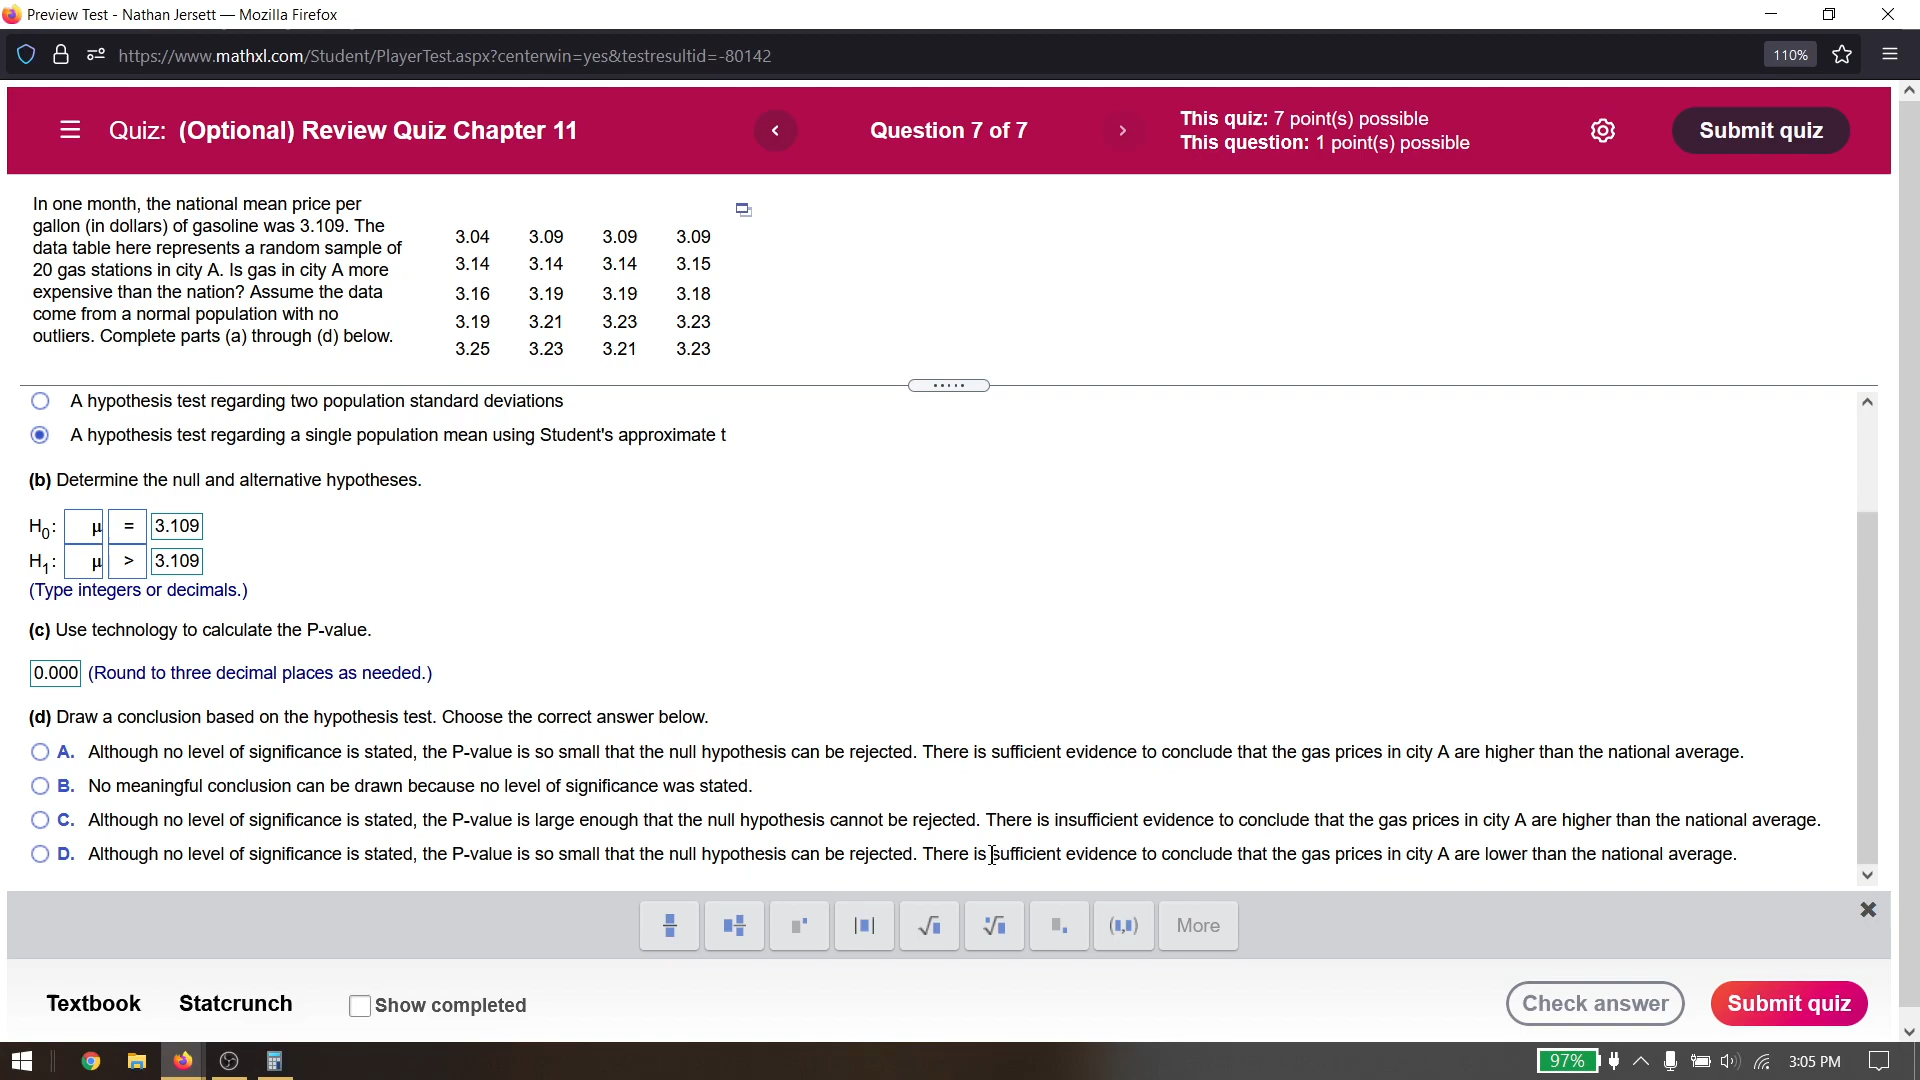 Preview Test - Nathan Jersett — Mozilla Firefox
https://www.mathxl.com/Student/PlayerTest.aspx?centerwin=yes&testresultid=-80142
110%
Quiz: (Optional) Review Quiz Chapter 11
Question 7 of 7
This quiz: 7 point(s) possible
This question: 1 point(s) possible
Submit quiz
In one month, the national mean price per
gallon (in dollars) of gasoline was 3.109. The
data table here represents a random sample of
20 gas stations in city A. Is gas in city A more
expensive than the nation? Assume the data
come from a normal population with no
outliers. Complete parts (a) through (d) below.
3.04 3.09 3.09 3.09
3.14 3.14 3.14 3.15
3.16 3.19 3.19 3.18
3.19 3.21 3.23 3.23
3.25 3.23 3.21 3.23
A hypothesis test regarding two population standard deviations
A hypothesis test regarding a single population mean using Student's approximate t
(b) Determine the null and alternative hypotheses.
H0: μ = 3.109
H1: μ > 3.109
(Type integers or decimals.)
(c) Use technology to calculate the P-value.
0.000 (Round to three decimal places as needed.)
(d) Draw a conclusion based on the hypothesis test. Choose the correct answer below.
A. Although no level of significance is stated, the P-value is so small that the null hypothesis can be rejected. There is sufficient evidence to conclude that the gas prices in city A are higher than the national average.
B. No meaningful conclusion can be drawn because no level of significance was stated.
C. Although no level of significance is stated, the P-value is large enough that the null hypothesis cannot be rejected. There is insufficient evidence to conclude that the gas prices in city A are higher than the national average.
D. Although no level of significance is stated, the P-value is so small that the null hypothesis can be rejected. There is sufficient evidence to conclude that the gas prices in city A are lower than the national average.
More
Textbook Statcrunch Show completed
Check answer
Submit quiz
97%
3:05 PM